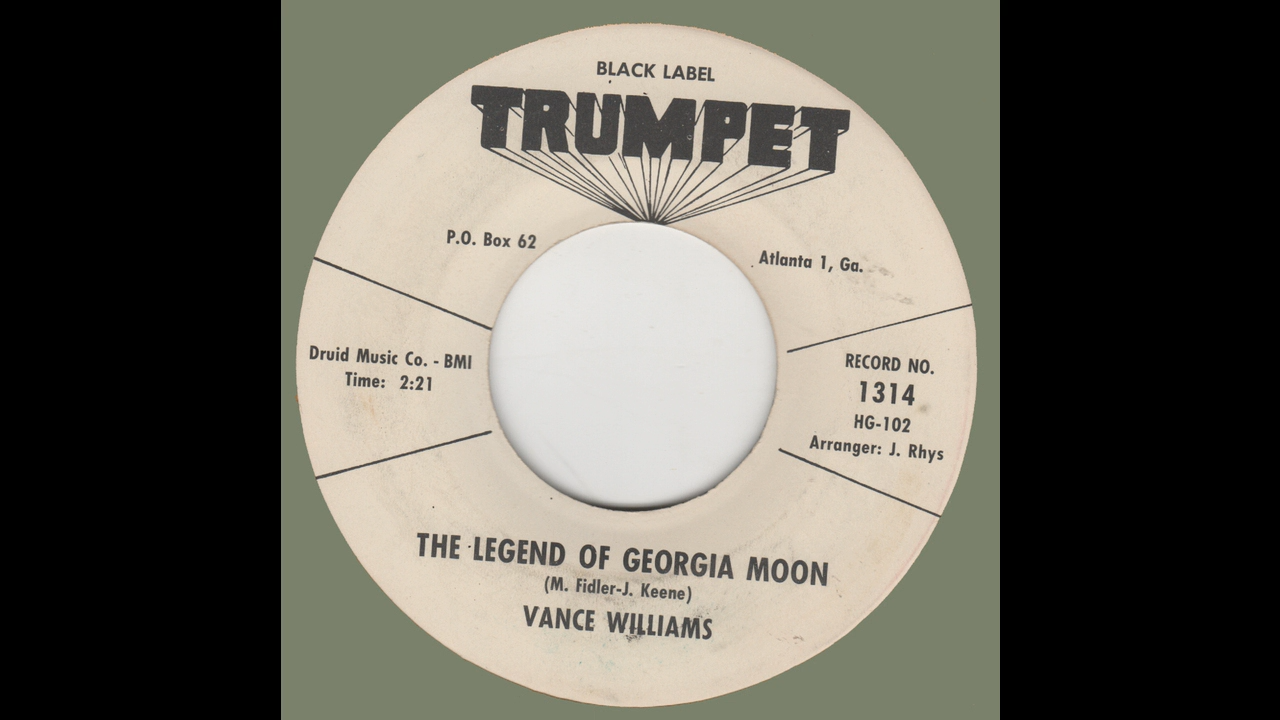 BLACK LABEL
TRUMPET
P.O. Box 62
Atlanta 1, Ga.
Druid Music Co. - BMI
Time: 2:21
RECORD NO.
1314
HG-102
Arranger: J. Rhys
THE LEGEND OF GEORGIA MOON
(M. Fidler-J. Keene)
VANCE WILLIAMS